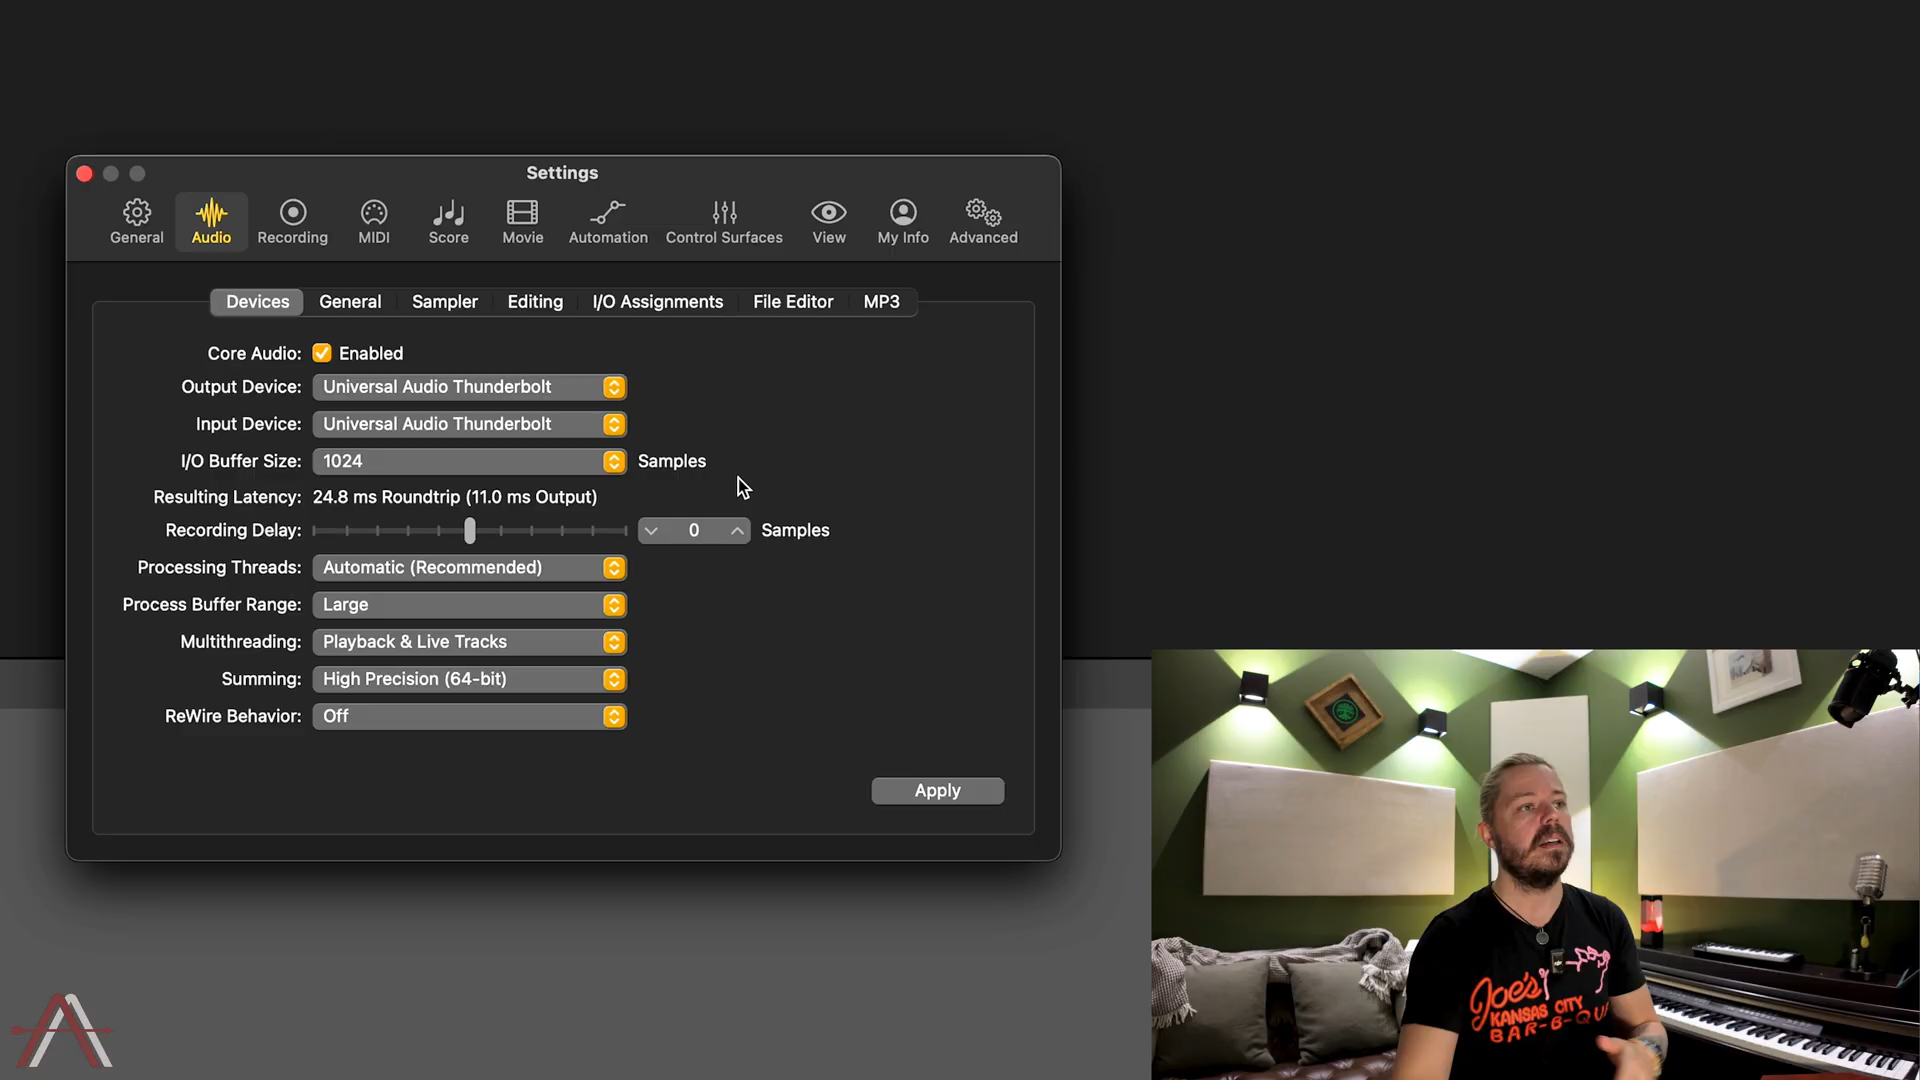 Settings
General Audio Recording MIDI Score Movie Automation Control Surfaces View My Info Advanced
Devices General Sampler Editing I/O Assignments File Editor MP3
Core Audio: Enabled
Output Device: Universal Audio Thunderbolt
Input Device: Universal Audio Thunderbolt
I/O Buffer Size: 1024 Samples
Resulting Latency: 24.8 ms Roundtrip (11.0 ms Output)
Recording Delay: 0 Samples
Processing Threads: Automatic (Recommended)
Process Buffer Range: Large
Multithreading: Playback & Live Tracks
Summing: High Precision (64-bit)
ReWire Behavior: Off
Apply
Joe's
KANSAS CITY
BAR-B-QU